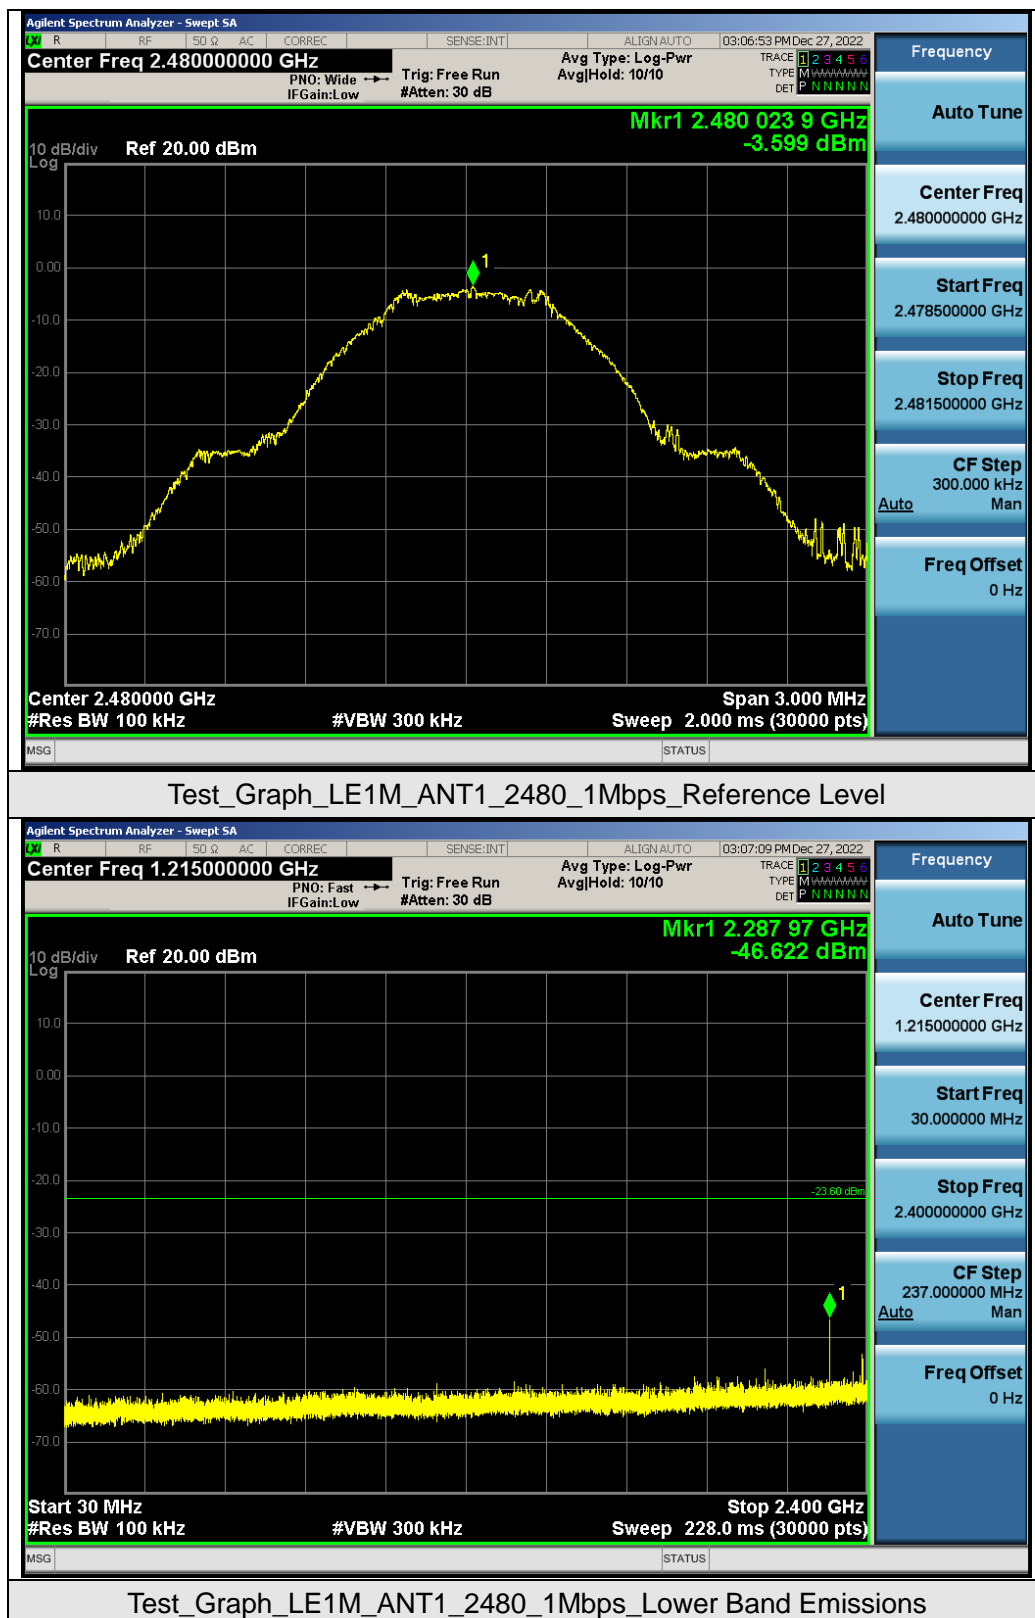 Agilent Spectrum Analyzer - Swept SA
LXI R RF 50 Ω AC CORREC SENSE:INT ALIGN AUTO 03:06:53 PM Dec 27, 2022
Center Freq 2.480000000 GHz
PNO: Wide
IFGain:Low
Trig: Free Run
#Atten: 30 dB
Avg Type: Log-Pwr
Avg|Hold: 10/10
TRACE 1 2 3 4 5 6
TYPE M WWWWW
DET P N N N N N
Frequency
Auto Tune
Center Freq
2.480000000 GHz
Start Freq
2.478500000 GHz
Stop Freq
2.481500000 GHz
CF Step
300.000 kHz
Auto Man
Freq Offset
0 Hz
Mkr1 2.480 023 9 GHz
-3.599 dBm
10 dB/div Ref 20.00 dBm
Log
10.0
0.00
-10.0
-20.0
-30.0
-40.0
-50.0
-60.0
-70.0
1
Center 2.480000 GHz Span 3.000 MHz
#Res BW 100 kHz #VBW 300 kHz Sweep 2.000 ms (30000 pts)
MSG STATUS
Test_Graph_LE1M_ANT1_2480_1Mbps_Reference Level
Agilent Spectrum Analyzer - Swept SA
LXI R RF 50 Ω AC CORREC SENSE:INT ALIGN AUTO 03:07:09 PM Dec 27, 2022
Center Freq 1.215000000 GHz
PNO: Fast
IFGain:Low
Trig: Free Run
#Atten: 30 dB
Avg Type: Log-Pwr
Avg|Hold: 10/10
TRACE 1 2 3 4 5 6
TYPE M WWWWW
DET P N N N N N
Frequency
Auto Tune
Center Freq
1.215000000 GHz
Start Freq
30.000000 MHz
Stop Freq
2.400000000 GHz
CF Step
237.000000 MHz
Auto Man
Freq Offset
0 Hz
Mkr1 2.287 97 GHz
-46.622 dBm
10 dB/div Ref 20.00 dBm
Log
10.0
0.00
-10.0
-20.0
-30.0
-40.0
-50.0
-60.0
-70.0
-23.60 dBm
1
Start 30 MHz Stop 2.400 GHz
#Res BW 100 kHz #VBW 300 kHz Sweep 228.0 ms (30000 pts)
MSG STATUS
Test_Graph_LE1M_ANT1_2480_1Mbps_Lower Band Emissions